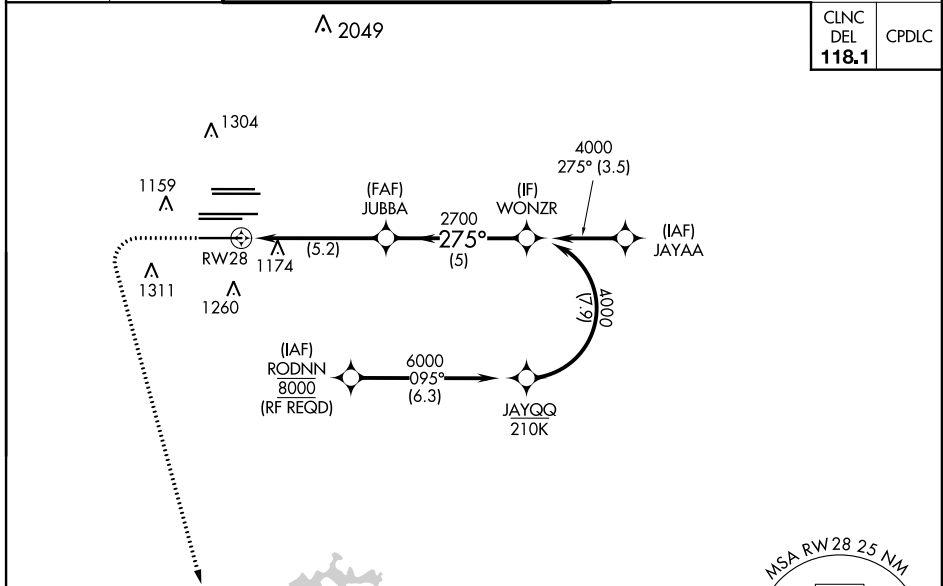 2049
CLNC
DEL
118.1
CPDLC
1304
1159
4000
275° (3.5)
(FAF)
JUBBA
(IF)
WONZR
2700
275°
(5)
(IAF)
JAYAA
RW28
1174
(5.2)
1311
1260
4000
(7.9)
(IAF)
RODNN
8000
(RF REQD)
6000
095°
(6.3)
JAYQQ
210K
MSA RW28 25 NM